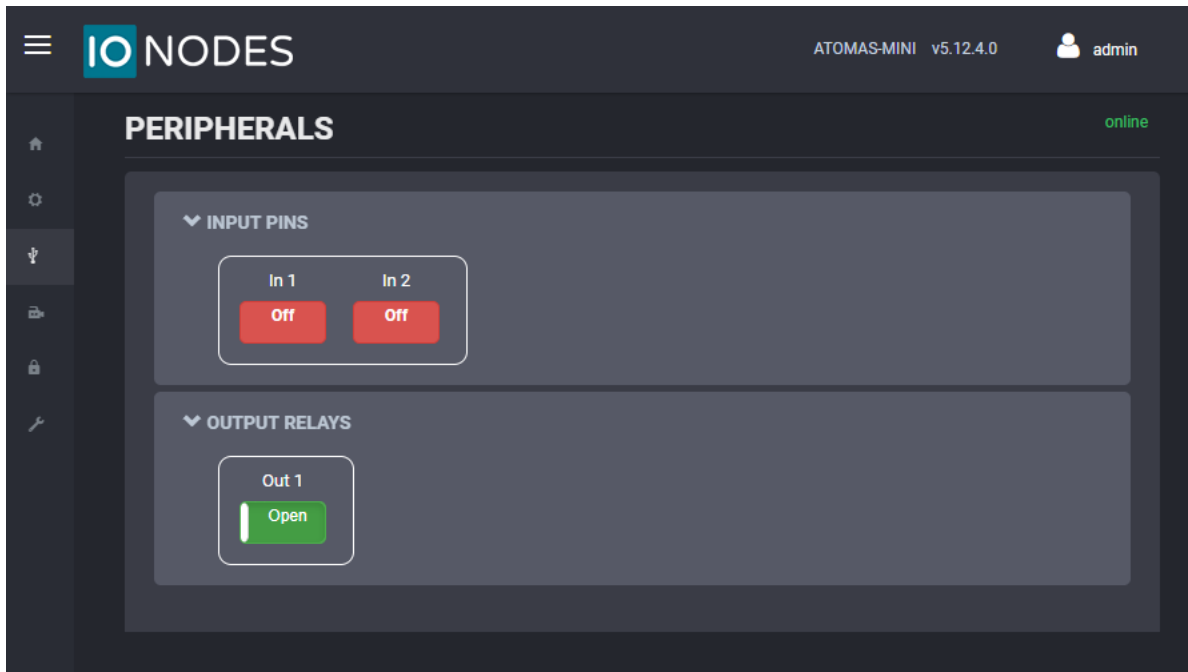 IO NODES
ATOMAS-MINI v5.12.4.0 admin
PERIPHERALS
online
INPUT PINS
In 1 In 2
Off Off
OUTPUT RELAYS
Out 1
Open